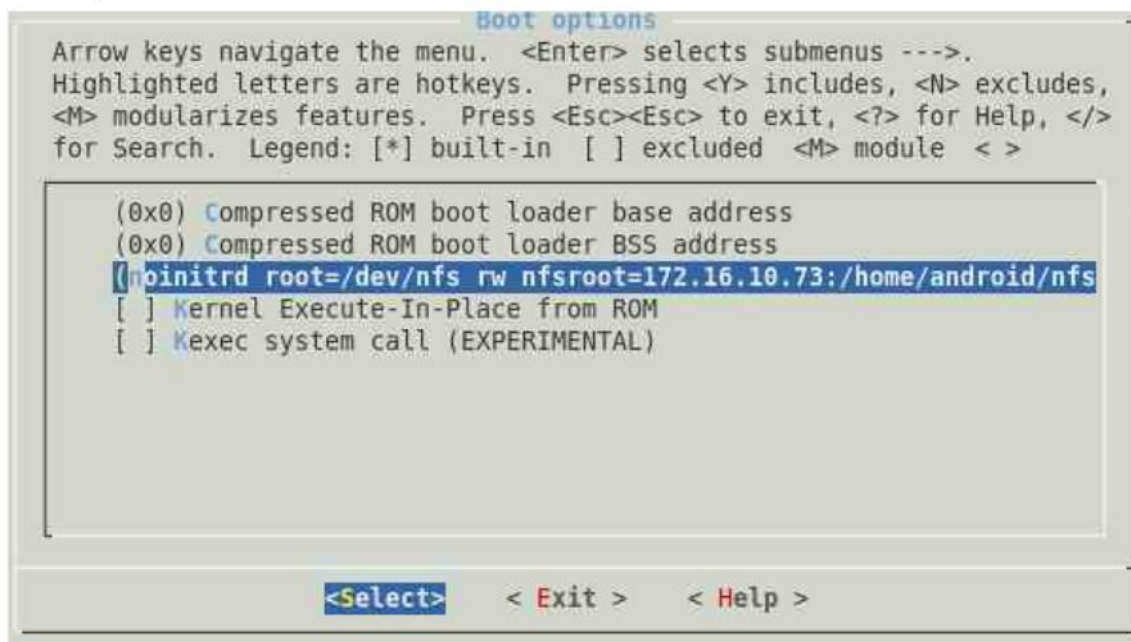 Boot options
Arrow keys navigate the menu.  <Enter> selects submenus --->.
Highlighted letters are hotkeys.  Pressing <Y> includes, <N> excludes,
<M> modularizes features.  Press <Esc><Esc> to exit, <?> for Help, </>
for Search.  Legend: [*] built-in  [ ] excluded  <M> module  < >
(0x0) Compressed ROM boot loader base address
(0x0) Compressed ROM boot loader BSS address
(noinitrd root=/dev/nfs rw nfsroot=172.16.10.73:/home/android/nfs
[ ] Kernel Execute-In-Place from ROM
[ ] Kexec system call (EXPERIMENTAL)
<Select>    < Exit >    < Help >